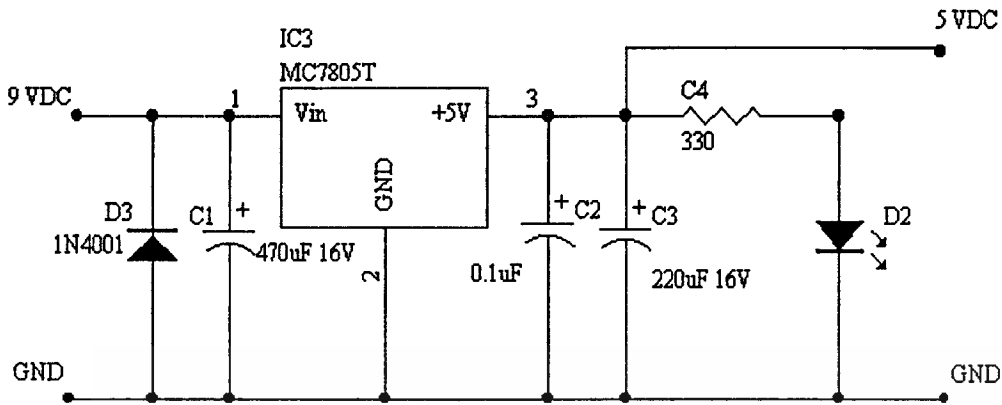 5 VDC
IC3
MC7805T
9 VDC
1
Vin
+5V
3
C4
330
GND
D3
1N4001
C1
+
470uF 16V
2
+
C2
0.1uF
+
C3
220uF 16V
D2
GND
GND